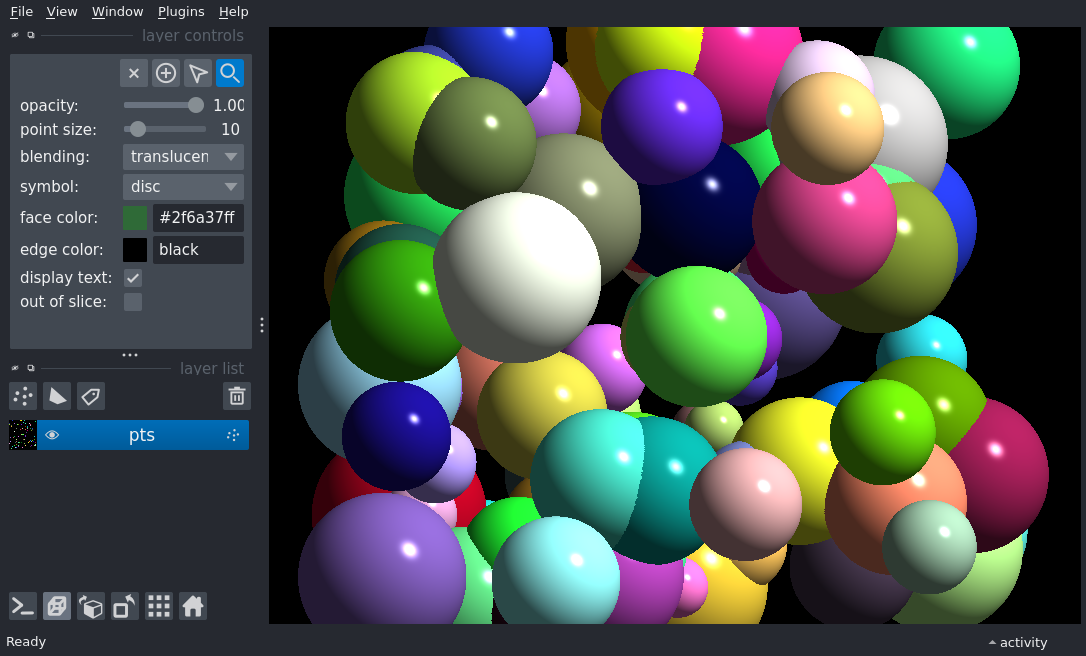 File View Window Plugins Help
layer controls
opacity: 1.00
point size: 10
blending: translucen
symbol: disc
face color: #2f6a37ff
edge color: black
display text:
out of slice:
layer list
pts
Ready
activity